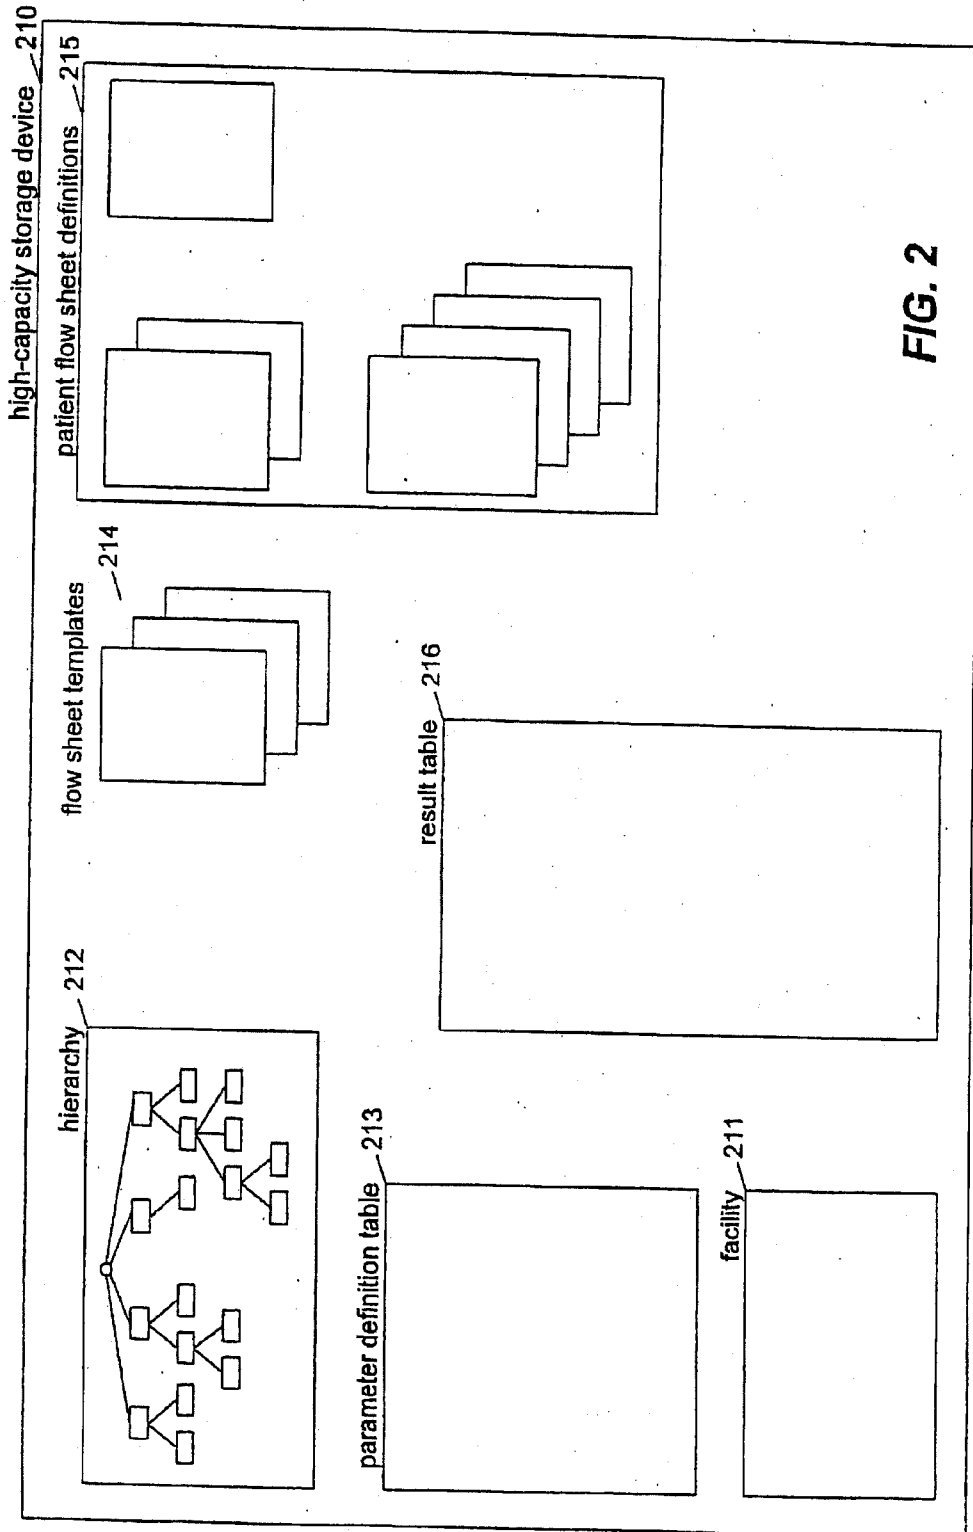 high-capacity storage device 210
hierarchy 212
flow sheet templates
214
patient flow sheet definitions 215
parameter definition table 213
result table 216
facility 211
FIG. 2